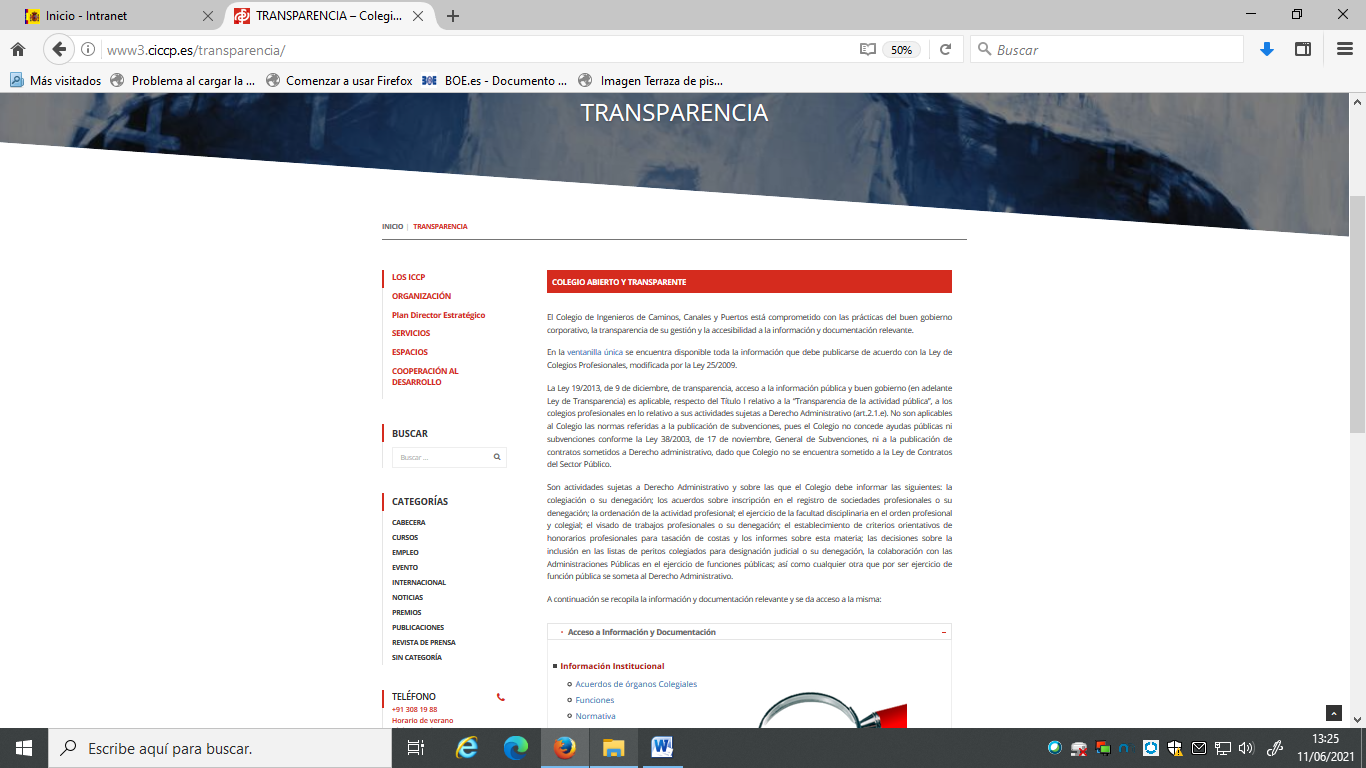 Inicio - Intranet
TRANSPARENCIA – Colegi...
www3.ciccp.es/transparencia/
50%
Buscar
Más visitados
Problema al cargar la ...
Comenzar a usar Firefox
BOE.es - Documento ...
Imagen Terraza de pis...
TRANSPARENCIA
INICIO | TRANSPARENCIA
LOS ICCP
ORGANIZACIÓN
Plan Director Estratégico
SERVICIOS
ESPACIOS
COOPERACIÓN AL
DESARROLLO
BUSCAR
Buscar ...
CATEGORÍAS
CABECERA
CURSOS
EMPLEO
EVENTO
INTERNACIONAL
NOTICIAS
PREMIOS
PUBLICACIONES
REVISTA DE PRENSA
SIN CATEGORÍA
TELÉFONO
+91 308 19 88
Horario de verano
COLEGIO ABIERTO Y TRANSPARENTE
El Colegio de Ingenieros de Caminos, Canales y Puertos está comprometido con las prácticas del buen gobierno
corporativo, la transparencia de su gestión y la accesibilidad a la información y documentación relevante.
En la ventanilla única se encuentra disponible toda la información que debe publicarse de acuerdo con la Ley de
Colegios Profesionales, modificada por la Ley 25/2009.
La Ley 19/2013, de 9 de diciembre, de transparencia, acceso a la información pública y buen gobierno (en adelante
Ley de Transparencia) es aplicable, respecto del Título I relativo a la “Transparencia de la actividad pública”, a los
colegios profesionales en lo relativo a sus actividades sujetas a Derecho Administrativo (art.2.1.e). No son aplicables
al Colegio las normas referidas a la publicación de subvenciones, pues el Colegio no concede ayudas públicas ni
subvenciones conforme la Ley 38/2003, de 17 de noviembre, General de Subvenciones, ni a la publicación de
contratos sometidos a Derecho administrativo, dado que Colegio no se encuentra sometido a la Ley de Contratos
del Sector Público.
Son actividades sujetas a Derecho Administrativo y sobre las que el Colegio debe informar las siguientes: la
colegiación o su denegación; los acuerdos sobre inscripción en el registro de sociedades profesionales o su
denegación; la ordenación de la actividad profesional; el ejercicio de la facultad disciplinaria en el orden profesional
y colegial; el visado de trabajos profesionales o su denegación; el establecimiento de criterios orientativos de
honorarios profesionales para tasación de costas y los informes sobre esta materia; las decisiones sobre la
inclusión en las listas de peritos colegiados para designación judicial o su denegación, la colaboración con las
Administraciones Públicas en el ejercicio de funciones públicas; así como cualquier otra que por ser ejercicio de
función pública se someta al Derecho Administrativo.
A continuación se recopila la información y documentación relevante y se da acceso a la misma:
Acceso a Información y Documentación
Información Institucional
Acuerdos de órganos Colegiales
Funciones
Normativa
Escribe aquí para buscar.
13:25
11/06/2021